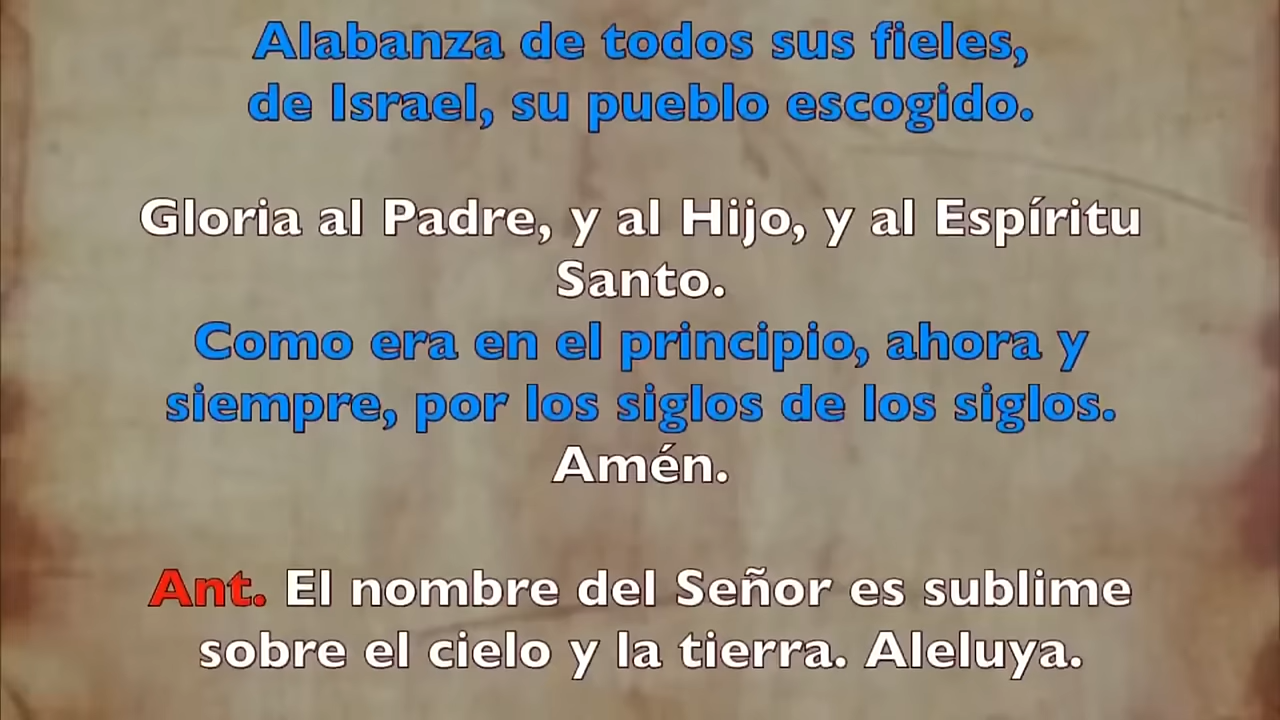 Alabanza de todos sus fieles,
de Israel, su pueblo escogido.
Gloria al Padre, y al Hijo, y al Espíritu
Santo.
Como era en el principio, ahora y
siempre, por los siglos de los siglos.
Amén.
Ant. El nombre del Señor es sublime
sobre el cielo y la tierra. Aleluya.